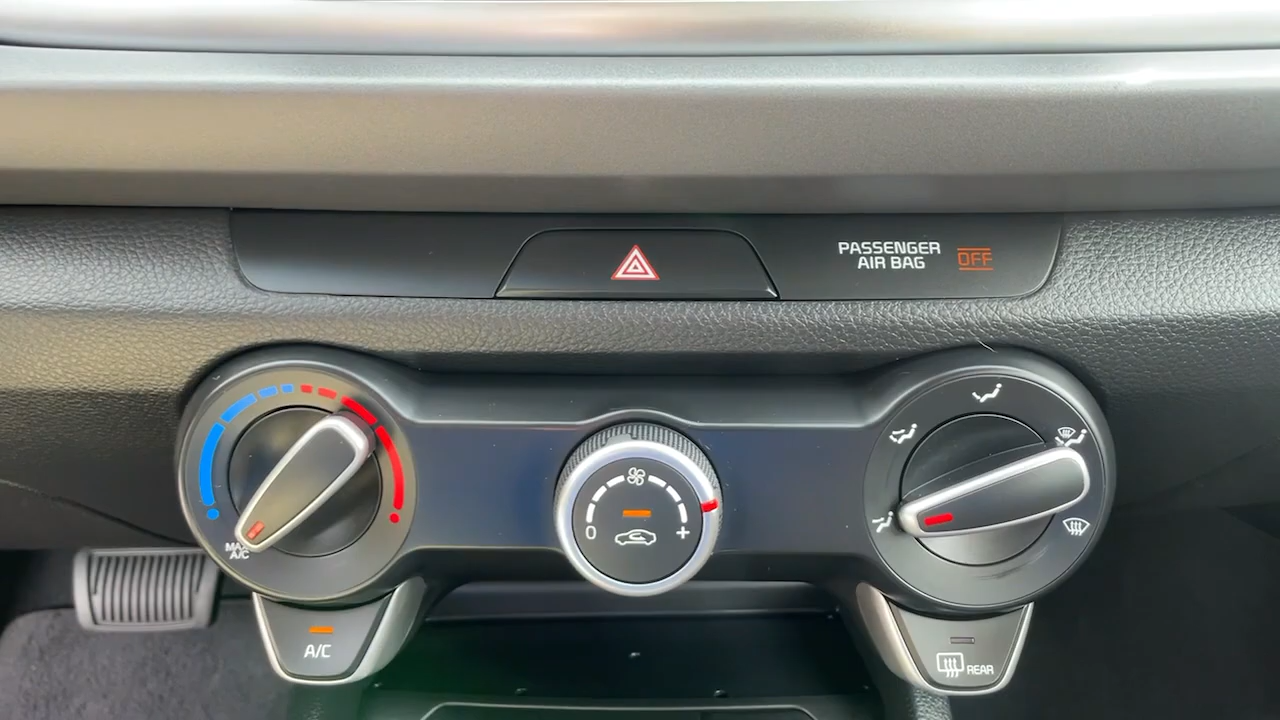 PASSENGER
AIR BAG
OFF
0
+
MAX
A/C
A/C
REAR